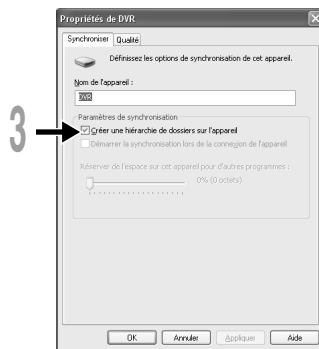 Propriétés de DVR
Synchroniser Qualité
Définissez les options de synchronisation de cet appareil.
Nom de l'appareil :
DVR
Paramètres de synchronisation
3
Créer une hiérarchie de dossiers sur l'appareil
Démarrer la synchronisation lors de la connexion de l'appareil
Réserver de l'espace sur cet appareil pour d'autres programmes :
0% (0 octets)
OK Annuler Appliquer Aide